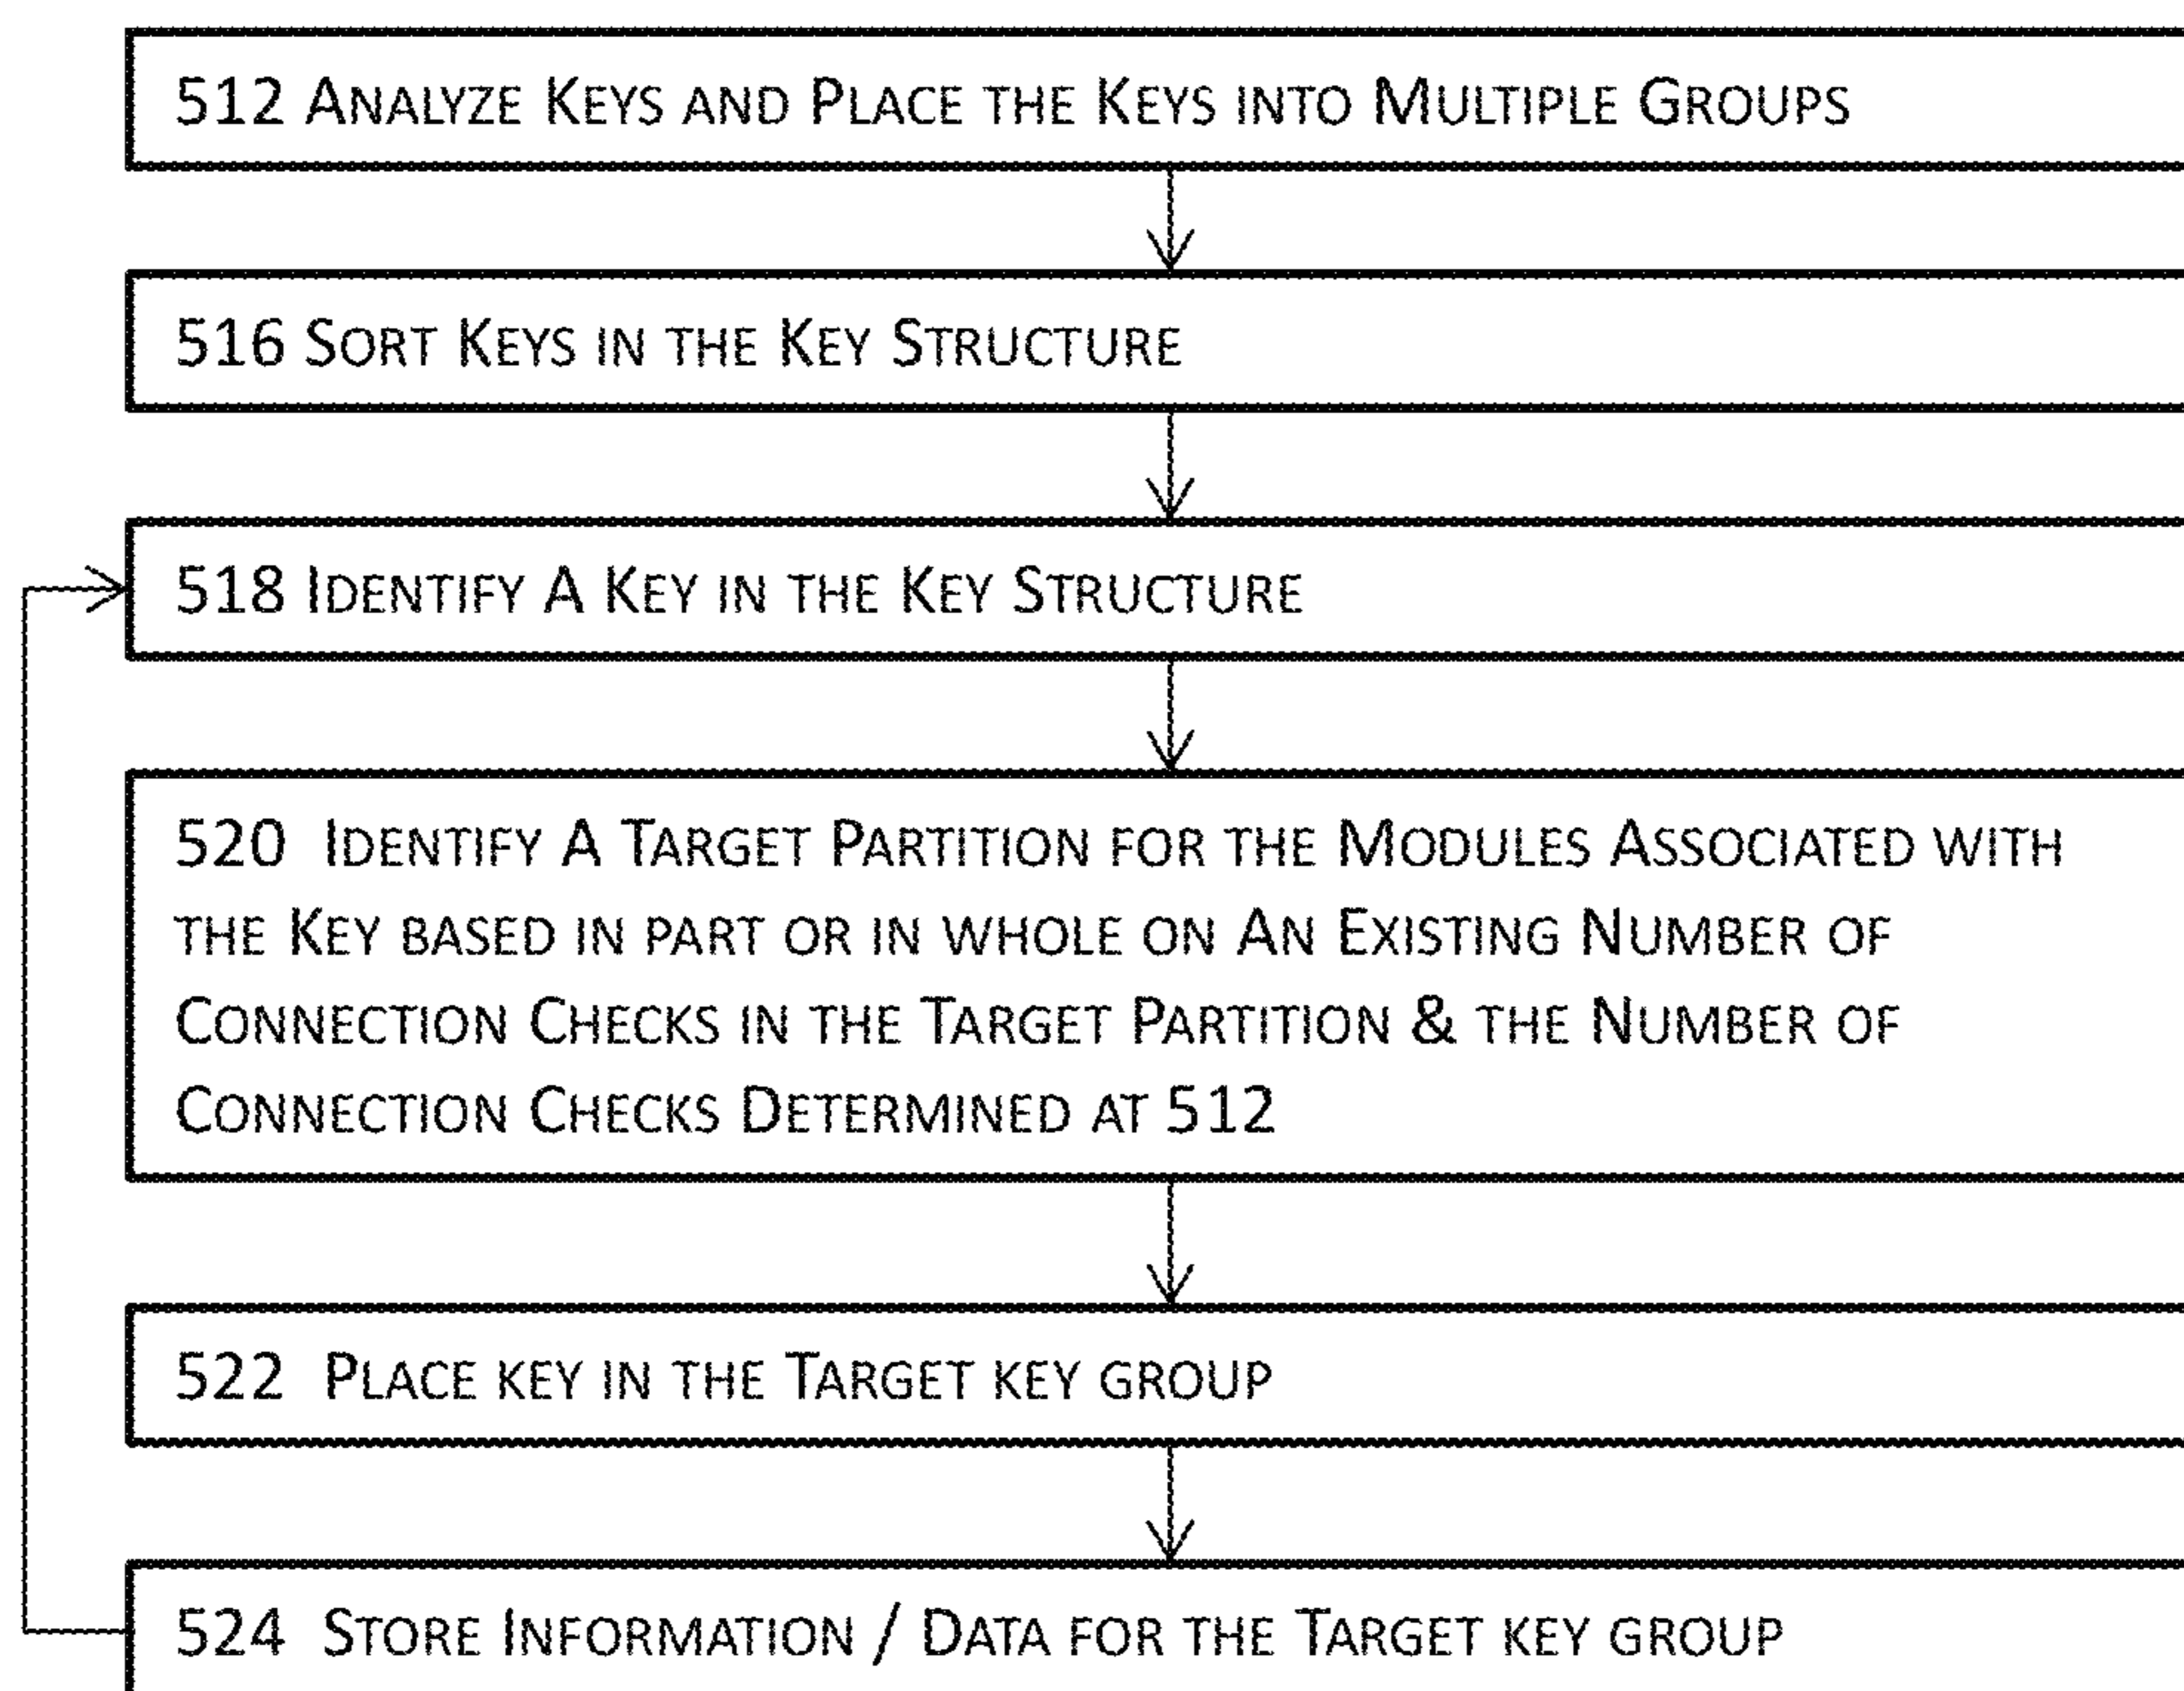 512 Analyze Keys and Place the Keys into Multiple Groups
516 Sort Keys in the Key Structure
518 Identify A Key in the Key Structure
520 Identify A Target Partition for the Modules Associated with
the Key based in part or in whole on An Existing Number of
Connection Checks in the Target Partition & the Number of
Connection Checks Determined at 512
522 Place key in the Target key group
524 Store Information / Data for the Target key group